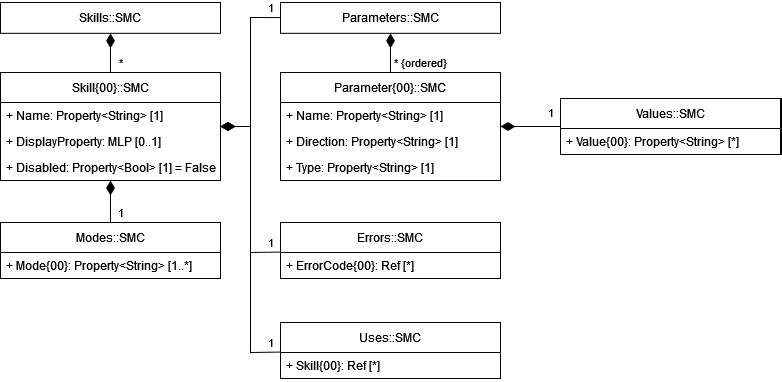 Skills::SMC
*
Skill{00}::SMC
+ Name: Property<String> [1]
+ DisplayProperty: MLP [0..1]
+ Disabled: Property<Bool> [1] = False
1
Modes::SMC
+ Mode{00}: Property<String> [1..*]
1
Parameters::SMC
* {ordered}
Parameter{00}::SMC
+ Name: Property<String> [1]
+ Direction: Property<String> [1]
+ Type: Property<String> [1]
1
Values::SMC
+ Value{00}: Property<String> [*]
1
Errors::SMC
+ ErrorCode{00}: Ref [*]
1
Uses::SMC
+ Skill{00}: Ref [*]